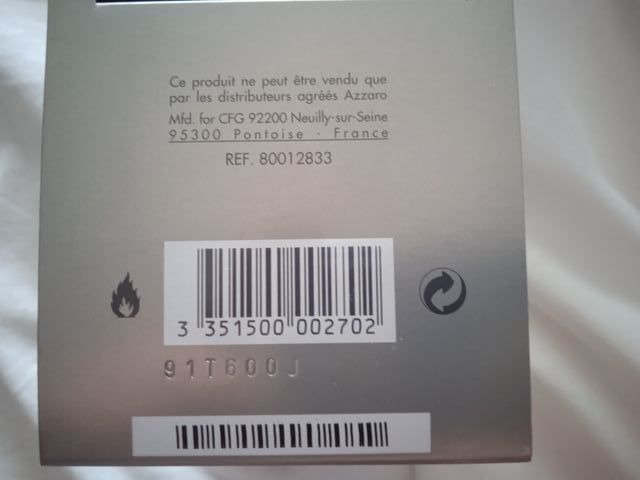 Ce produit ne peut être vendu que
par les distributeurs agréés Azzaro
Mfd. for CFG 92200 Neuilly-sur-Seine
95300 Pontoise · France
REF. 80012833
3 351500 002702
91T600J